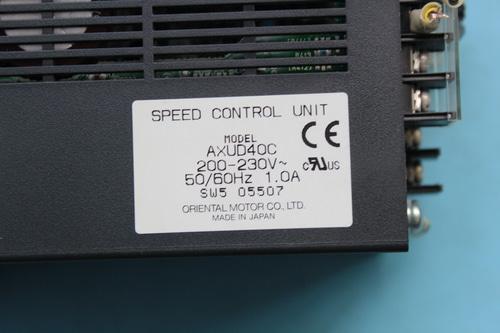 SPEED CONTROL UNIT
MODEL
AXUD40C
200-230V~
50/60Hz 1.0A
SW5 05507
ORIENTAL MOTOR CO., LTD.
MADE IN JAPAN
CE
C RU US